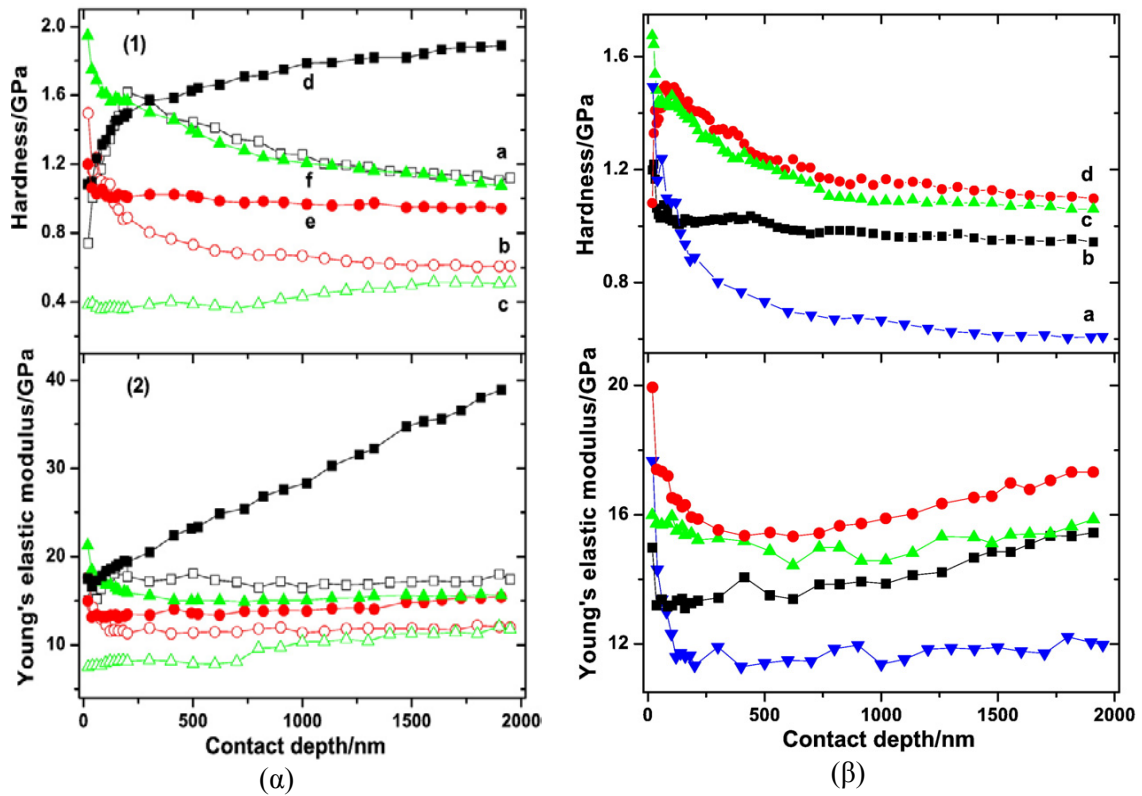 2.0
1.6
1.2
0.8
0.4
Hardness/GPa
(1)
d
a
f
e
b
c
40
30
20
10
Young's elastic modulus/GPa
(2)
0
500
1000
1500
2000
Contact depth/nm
(α)
1.6
1.2
0.8
Hardness/GPa
d
c
b
a
20
16
12
Young's elastic modulus/GPa
0
500
1000
1500
2000
Contact depth/nm
(β)